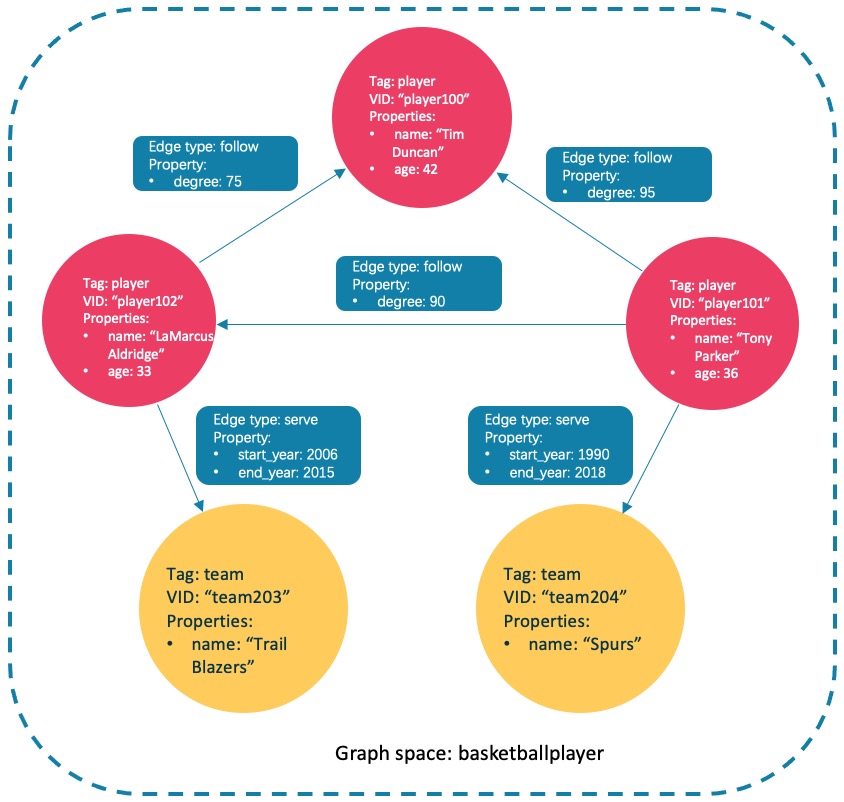 Tag: player
VID: “player100”
Properties:
• name: “Tim
Duncan”
• age: 42
Edge type: follow
Property:
• degree: 75
Edge type: follow
Property:
• degree: 95
Edge type: follow
Property:
• degree: 90
Tag: player
VID: “player102”
Properties:
• name: “LaMarcus
Aldridge”
• age: 33
Tag: player
VID: “player101”
Properties:
• name: “Tony
Parker”
• age: 36
Edge type: serve
Property:
• start_year: 2006
• end_year: 2015
Edge type: serve
Property:
• start_year: 1990
• end_year: 2018
Tag: team
VID: “team203”
Properties:
• name: “Trail
Blazers”
Tag: team
VID: “team204”
Properties:
• name: “Spurs”
Graph space: basketballplayer